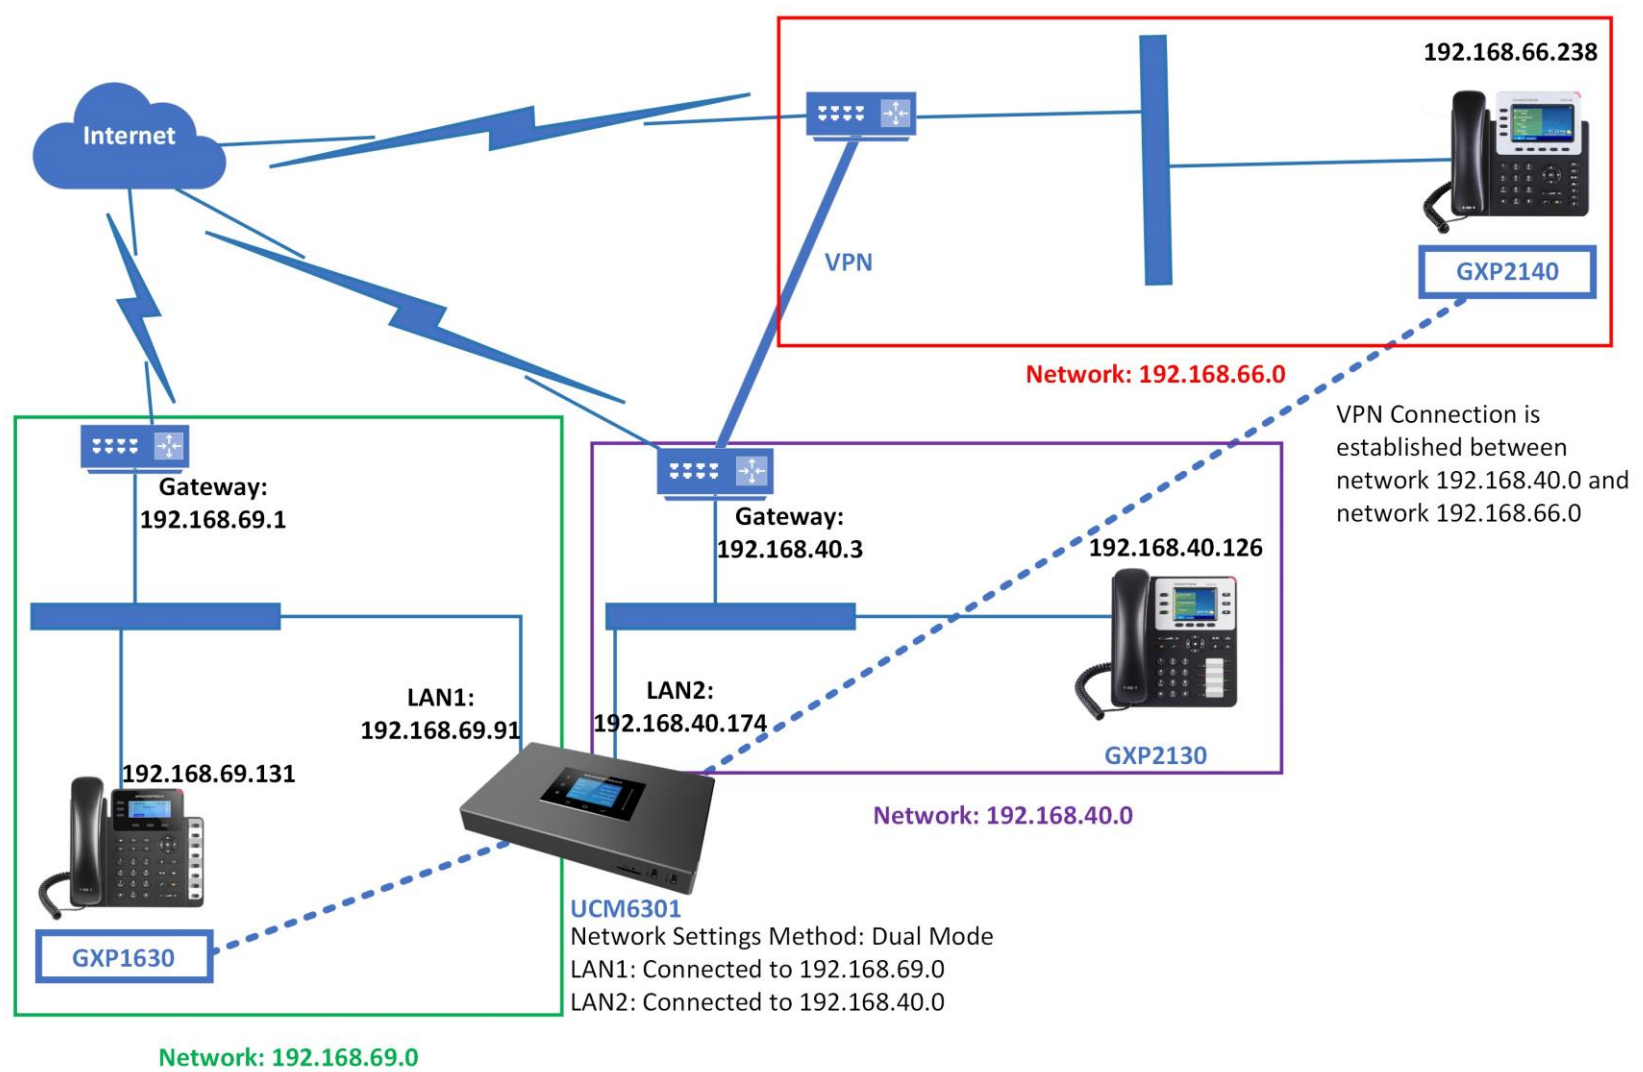 192.168.66.238
Internet
VPN
GXP2140
Network: 192.168.66.0
VPN Connection is
established between
network 192.168.40.0 and
network 192.168.66.0
Gateway:
192.168.69.1
Gateway:
192.168.40.3
192.168.40.126
LAN1:
192.168.69.91
LAN2:
192.168.40.174
GXP2130
192.168.69.131
Network: 192.168.40.0
UCM6301
Network Settings Method: Dual Mode
LAN1: Connected to 192.168.69.0
LAN2: Connected to 192.168.40.0
GXP1630
Network: 192.168.69.0